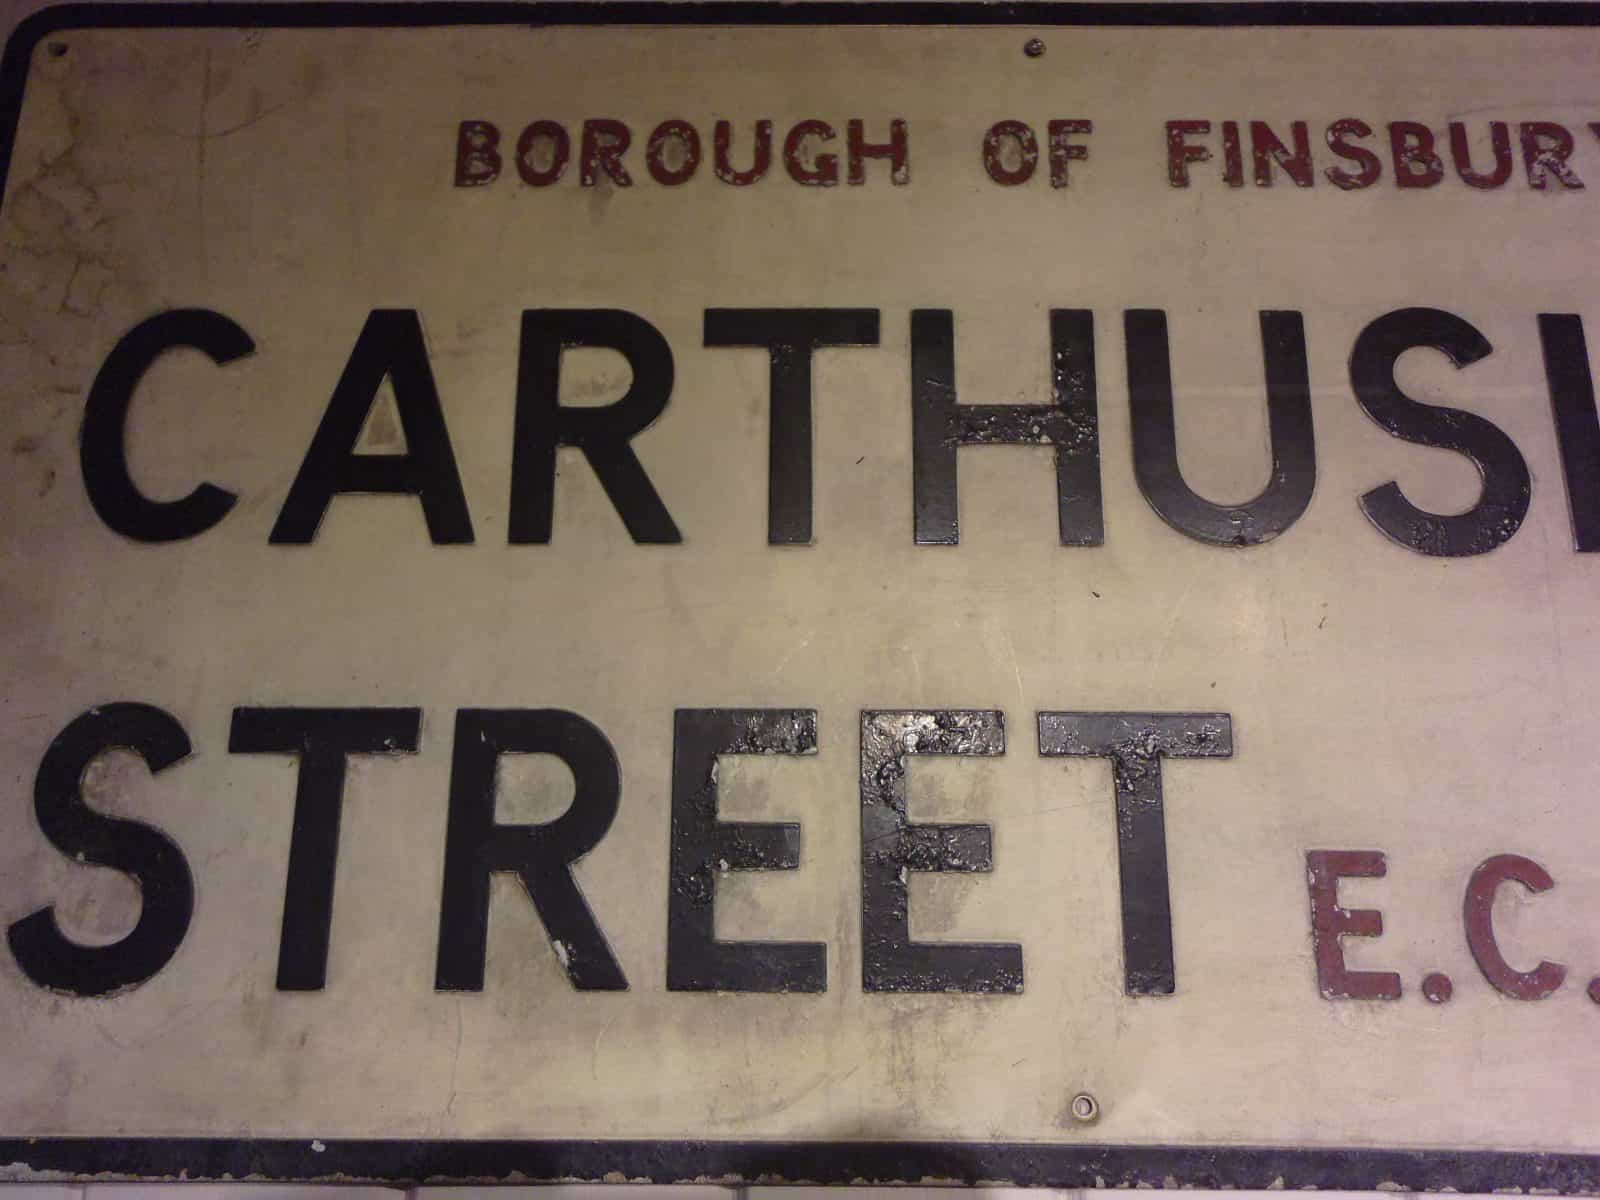 BOROUGH OF FINSBURY
CARTHUSI
STREET E.C.